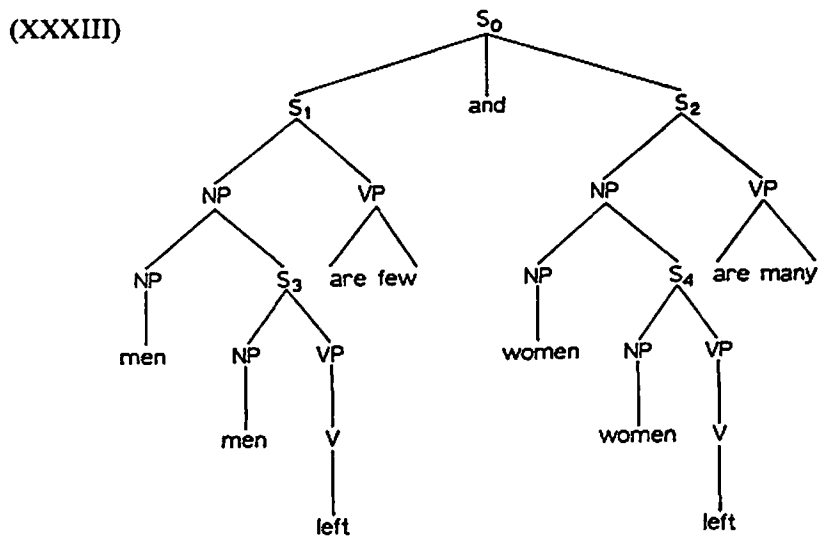 (XXXIII)
S₀
S₁ and S₂
NP VP NP VP
NP S₃ are few NP S₄ are many
men NP VP women NP VP
men V women V
left left